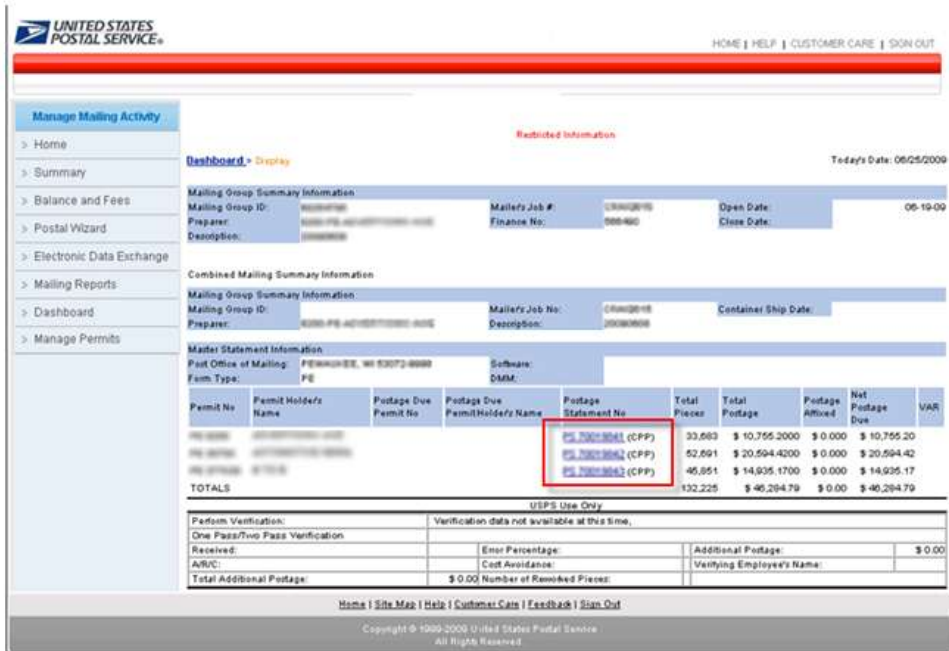 UNITED STATES
POSTAL SERVICE®
HOME | HELP | CUSTOMER CARE | SIGN OUT
Manage Mailing Activity
> Home
> Summary
> Balance and Fees
> Postal Wizard
> Electronic Data Exchange
> Mailing Reports
> Dashboard
> Manage Permits
Restricted Information
Dashboard > Display
Today's Date: 06/25/2009
Mailing Group Summary Information
Mailing Group ID: Mailer's Job #: Open Date: 06-19-09
Preparer: Finance No: Close Date:
Description:
Combined Mailing Summary Information
Mailing Group Summary Information
Mailing Group ID: Mailer's Job No: Container Ship Date:
Preparer: Description:
Master Statement Information
Post Office of Mailing: WI 53072-9998 Software:
Form Type: PE DMM:
Permit No Permit Holder's Name Postage Due Permit No Postage Due PermitHolder's Name Postage Statement No Total Pieces Total Postage Postage Affixed Net Postage Due VAR
(CPP) 33,683 $ 10,755.2000 $ 0.000 $ 10,755.20
(CPP) $ 20,594.4200 $ 0.000 $ 20,594.42
(CPP) $ 14,935.1700 $ 0.000 $ 14,935.17
TOTALS 132,225 $ 46,284.79 $ 0.00 $ 46,284.79
USPS Use Only
Perform Verification: Verification data not available at this time,
One Pass/Two Pass Verification
Received: Error Percentage: Additional Postage: $ 0.00
A/R/C: Cost Avoidance: Verifying Employee's Name:
Total Additional Postage: $ 0.00 Number of Reworked Pieces:
Home | Site Map | Help | Customer Care | Feedback | Sign Out
Copyright © 1999-2009 United States Postal Service
All Rights Reserved